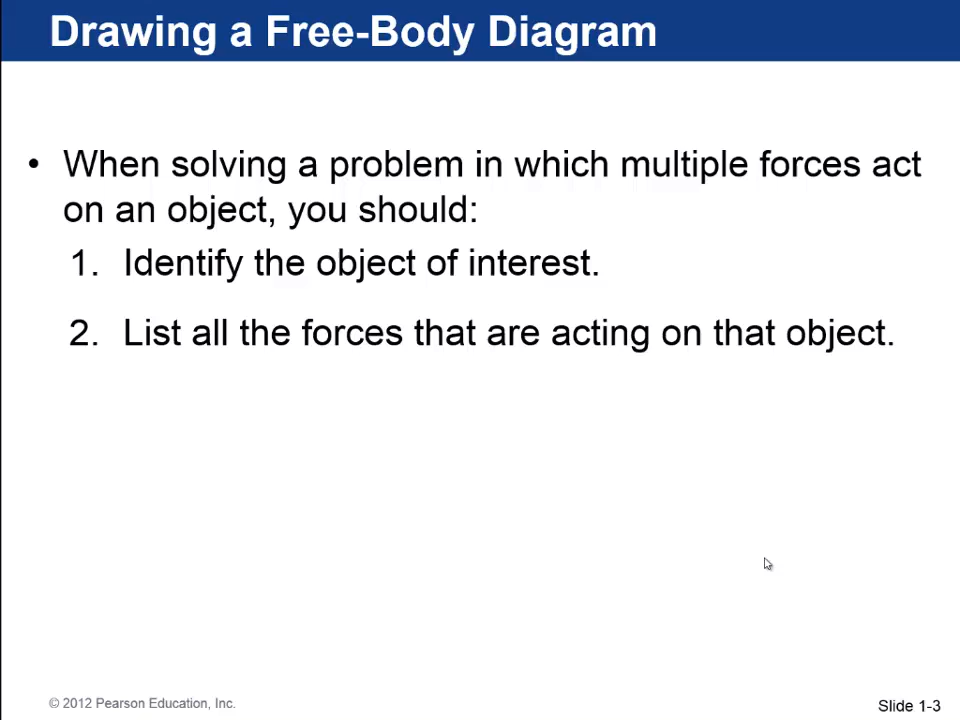 Drawing a Free-Body Diagram
• When solving a problem in which multiple forces act
on an object, you should:
1. Identify the object of interest.
2. List all the forces that are acting on that object.
© 2012 Pearson Education, Inc.
Slide 1-3